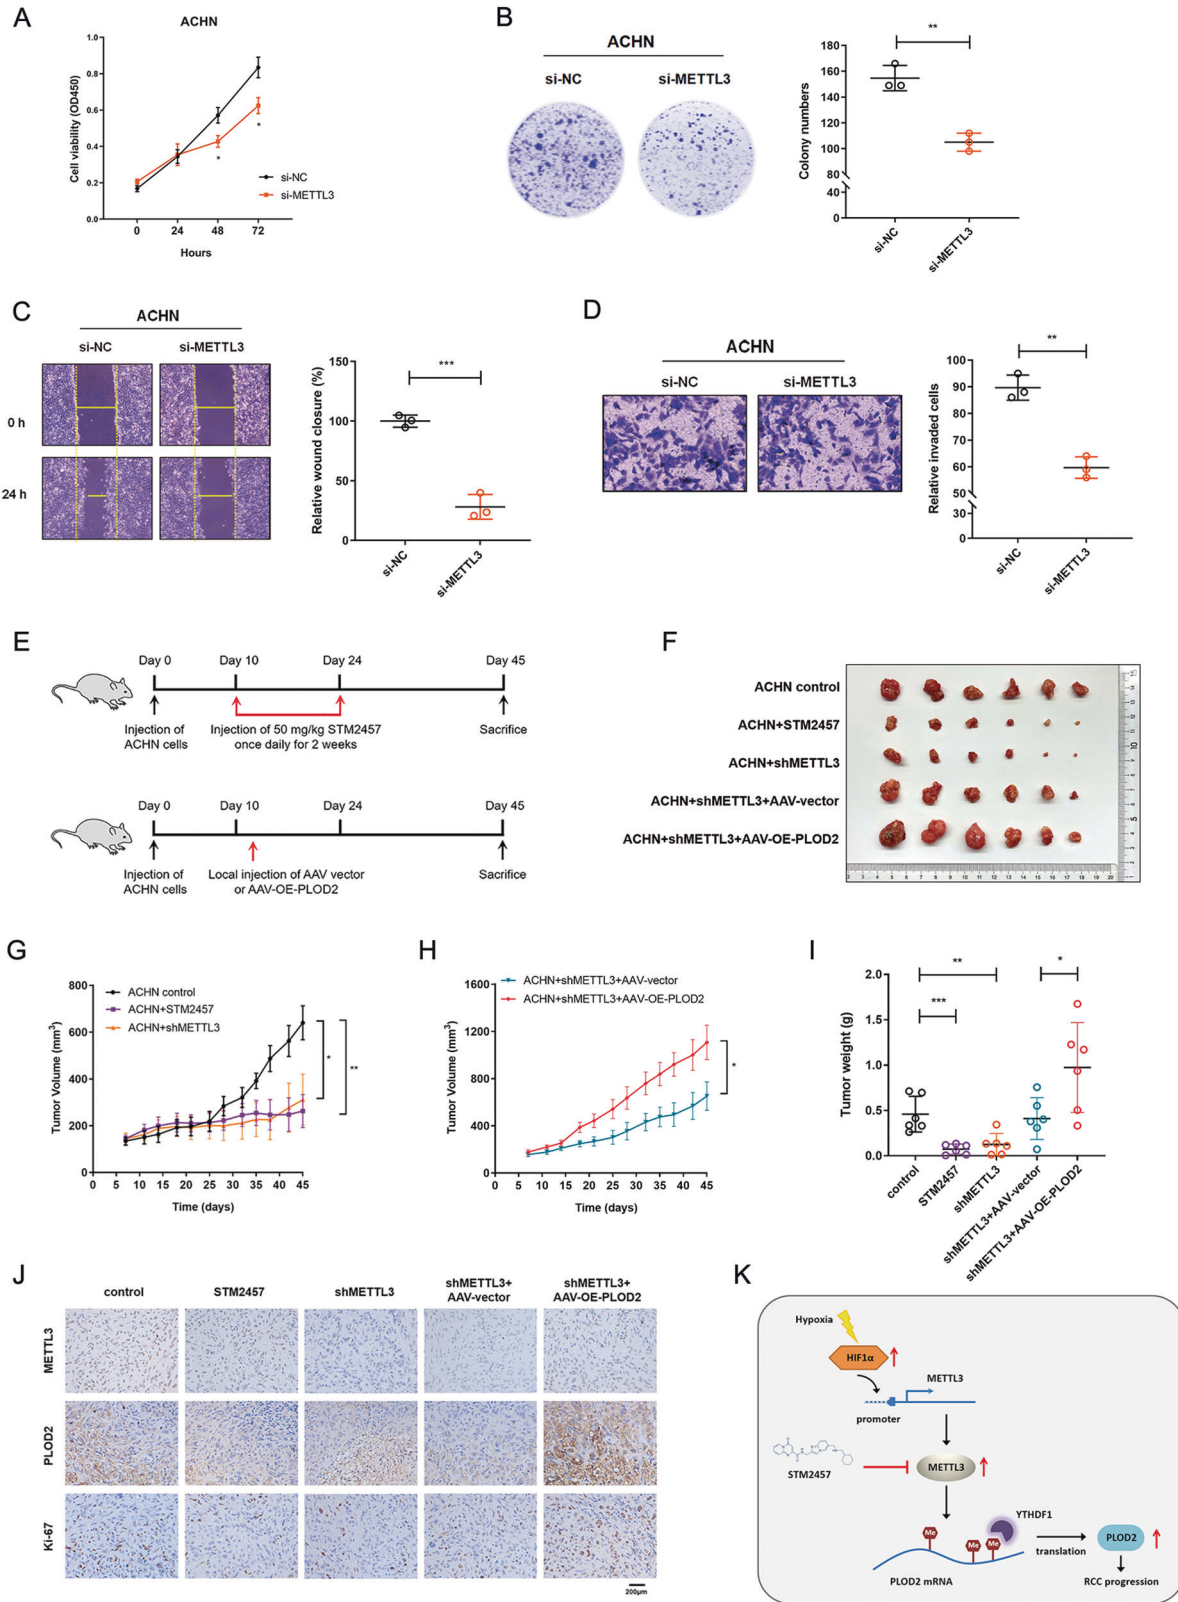 A
ACHN
Cell viability (OD450)
1.0
0.8
0.6
0.4
0.2
0.0
*
*
si-NC
si-METTL3
0 24 48 72
Hours
B
ACHN
si-NC si-METTL3
Colony numbers
180
160
140
120
100
80
40
0
**
si-NC
si-METTL3
C
ACHN
si-NC si-METTL3
0 h
24 h
Relative wound closure (%)
150
100
50
0
***
si-NC
si-METTL3
D
ACHN
si-NC si-METTL3
Relative invaded cells
100
90
80
70
60
50
30
0
**
si-NC
si-METTL3
E
Day 0 Day 10 Day 24 Day 45
Injection of
ACHN cells
Injection of 50 mg/kg STM2457
once daily for 2 weeks
Sacrifice
Day 0 Day 10 Day 24 Day 45
Injection of
ACHN cells
Local injection of AAV vector
or AAV-OE-PLOD2
Sacrifice
F
ACHN control
ACHN+STM2457
ACHN+shMETTL3
ACHN+shMETTL3+AAV-vector
ACHN+shMETTL3+AAV-OE-PLOD2
G
Tumor Volume (mm³)
800
600
400
200
0
ACHN control
ACHN+STM2457
ACHN+shMETTL3
*
**
0 5 10 15 20 25 30 35 40 45
Time (days)
H
Tumor Volume (mm³)
1600
1200
800
400
0
ACHN+shMETTL3+AAV-vector
ACHN+shMETTL3+AAV-OE-PLOD2
*
0 5 10 15 20 25 30 35 40 45
Time (days)
I
Tumor weight (g)
2.0
1.5
1.0
0.5
0.0
**
***
*
control
STM2457
shMETTL3
shMETTL3+AAV-vector
shMETTL3+AAV-OE-PLOD2
J
control STM2457 shMETTL3 shMETTL3+ AAV-vector shMETTL3+ AAV-OE-PLOD2
METTL3
PLOD2
Ki-67
200μm
K
Hypoxia
HIF1α
METTL3
promoter
STM2457
METTL3
YTHDF1
Me Me Me
translation
PLOD2
PLOD2 mRNA
RCC progression